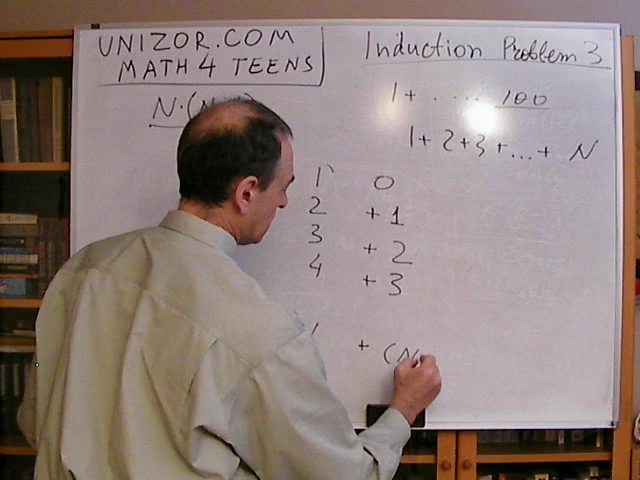 UNIZOR.COM
MATH 4 TEENS
Induction Problem 3
N·(N
1 + . . . . . 100
1 + 2 + 3 + ... + N
1 0
2 + 1
3 + 2
4 + 3
+ (N